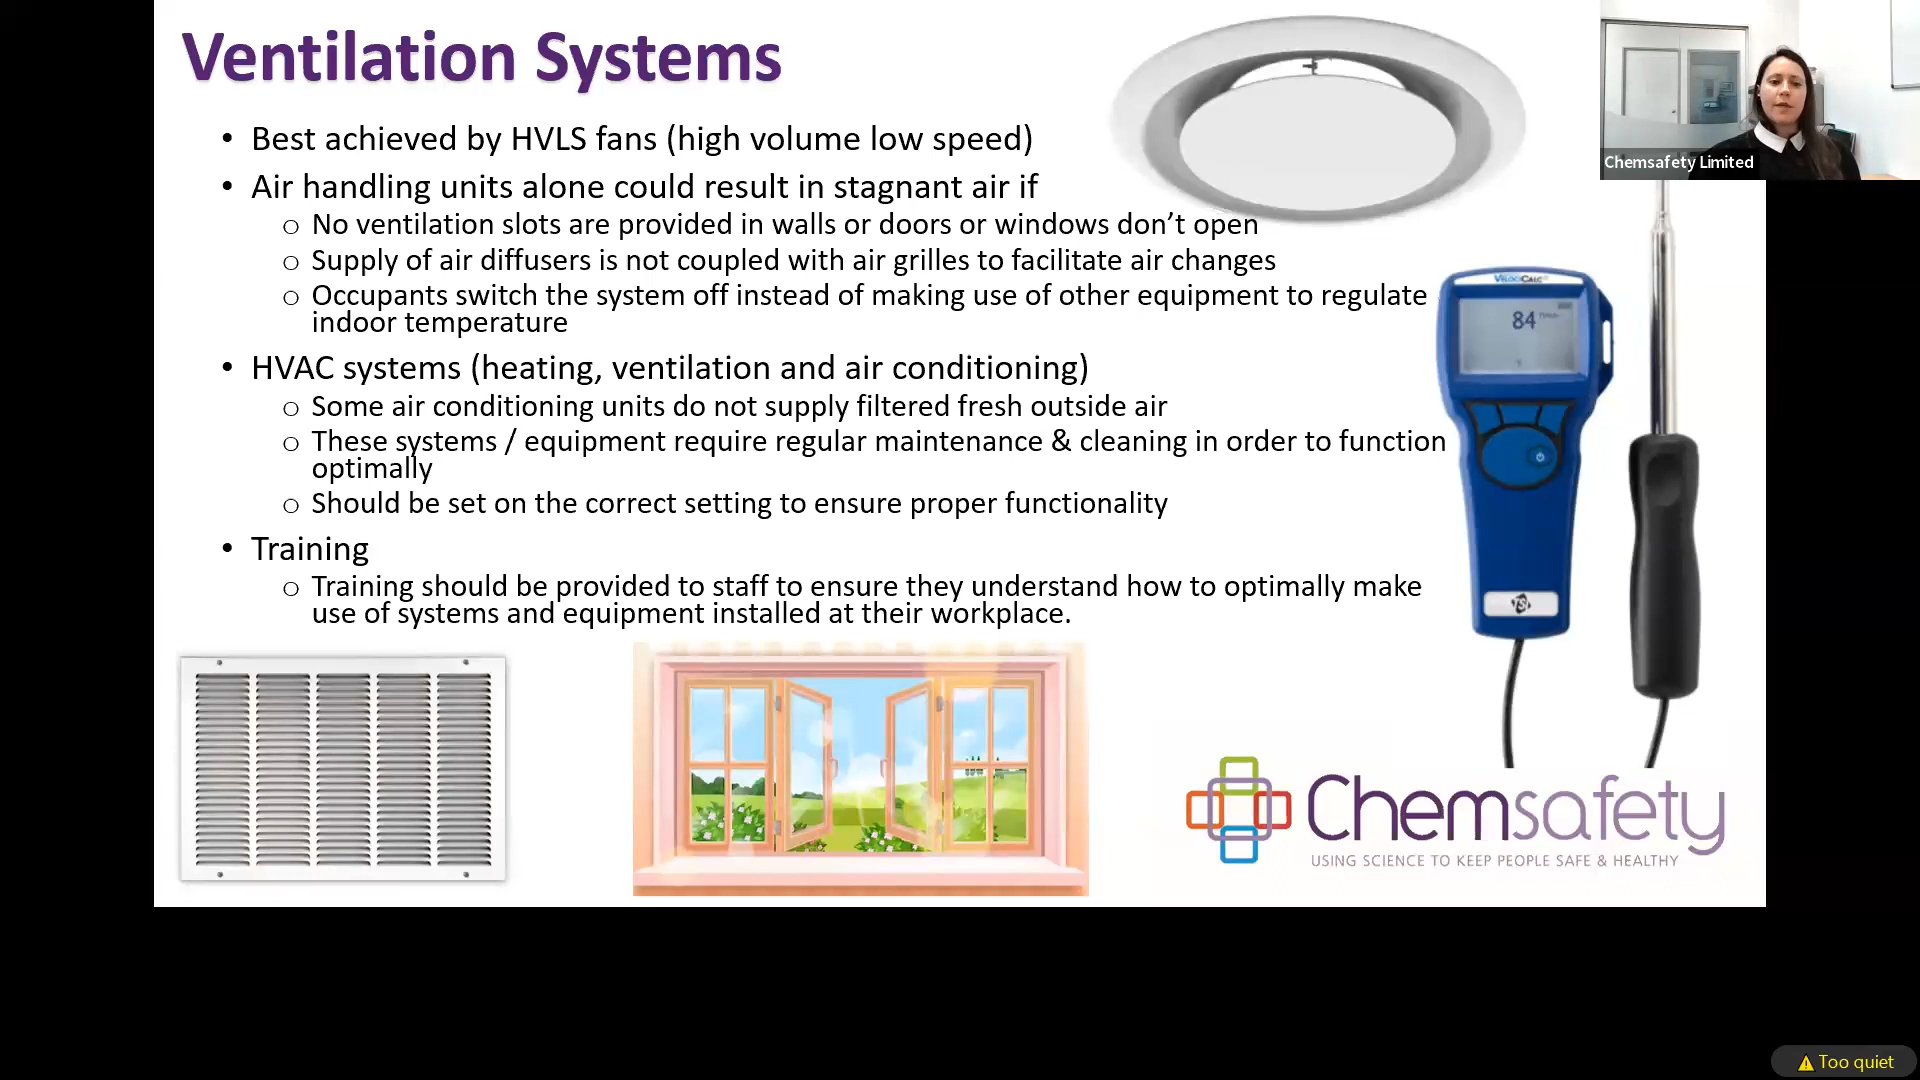 Ventilation Systems
• Best achieved by HVLS fans (high volume low speed)
• Air handling units alone could result in stagnant air if
o No ventilation slots are provided in walls or doors or windows don’t open
o Supply of air diffusers is not coupled with air grilles to facilitate air changes
o Occupants switch the system off instead of making use of other equipment to regulate
indoor temperature
• HVAC systems (heating, ventilation and air conditioning)
o Some air conditioning units do not supply filtered fresh outside air
o These systems / equipment require regular maintenance & cleaning in order to function
optimally
o Should be set on the correct setting to ensure proper functionality
• Training
o Training should be provided to staff to ensure they understand how to optimally make
use of systems and equipment installed at their workplace.
Chemsafety Limited
VELOCICALC
84
TSI
Chemsafety
USING SCIENCE TO KEEP PEOPLE SAFE & HEALTHY
Too quiet